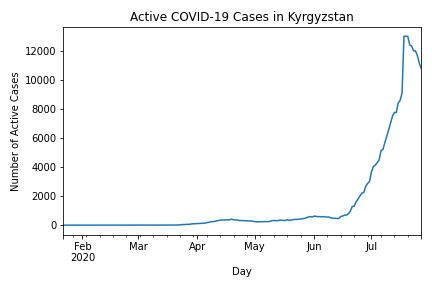 Active COVID-19 Cases in Kyrgyzstan
Number of Active Cases
12000
10000
8000
6000
4000
2000
0
Feb
2020
Mar
Apr
May
Jun
Jul
Day